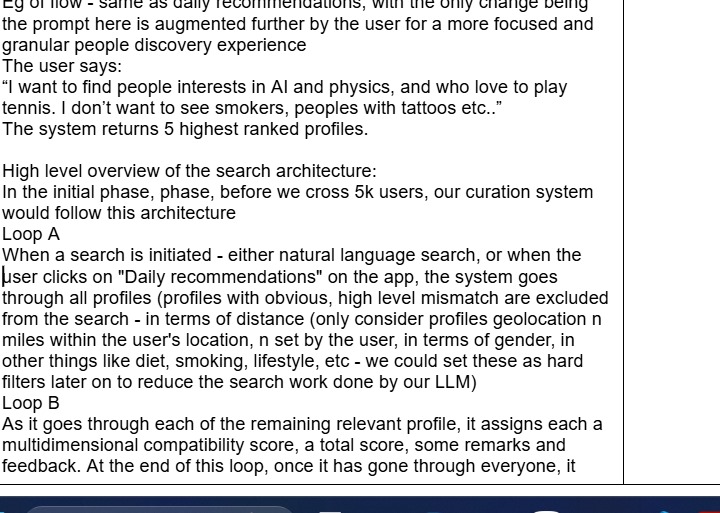 Eg of flow - same as daily recommendations, with the only change being
the prompt here is augmented further by the user for a more focused and
granular people discovery experience
The user says:
“I want to find people interests in AI and physics, and who love to play
tennis. I don’t want to see smokers, peoples with tattoos etc..”
The system returns 5 highest ranked profiles.
High level overview of the search architecture:
In the initial phase, phase, before we cross 5k users, our curation system
would follow this architecture
Loop A
When a search is initiated - either natural language search, or when the
user clicks on "Daily recommendations" on the app, the system goes
through all profiles (profiles with obvious, high level mismatch are excluded
from the search - in terms of distance (only consider profiles geolocation n
miles within the user's location, n set by the user, in terms of gender, in
other things like diet, smoking, lifestyle, etc - we could set these as hard
filters later on to reduce the search work done by our LLM)
Loop B
As it goes through each of the remaining relevant profile, it assigns each a
multidimensional compatibility score, a total score, some remarks and
feedback. At the end of this loop, once it has gone through everyone, it